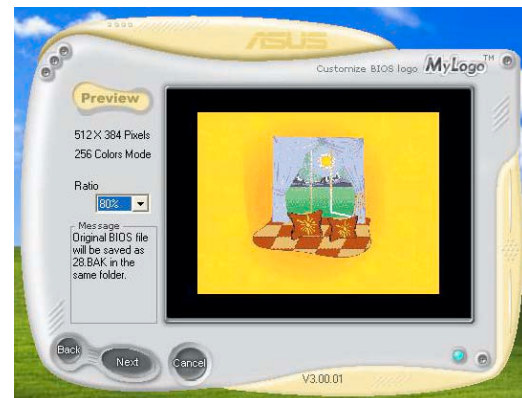 ASUS
Customize BIOS logo MyLogo™
Preview
512 X 384 Pixels
256 Colors Mode
Ratio
80%
Message
Original BIOS file
will be saved as
28.BAK in the
same folder.
Back
Next
Cancel
V3.00.01